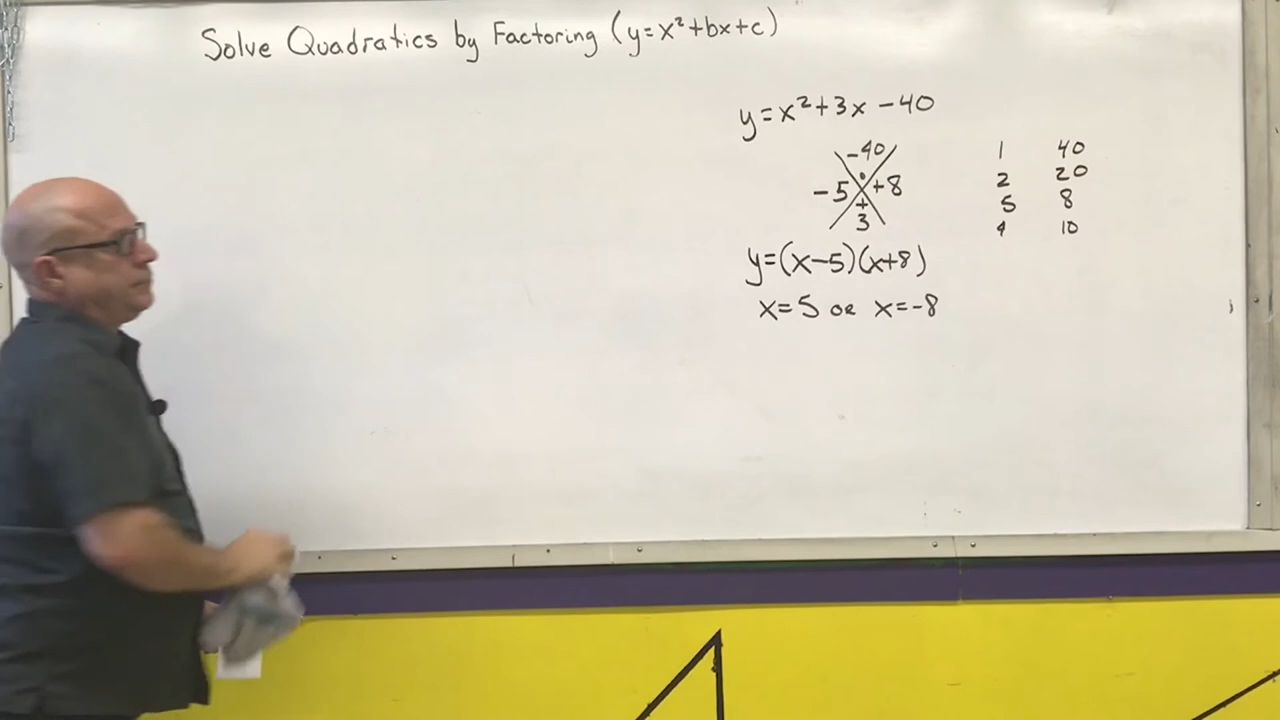 Solve Quadratics by Factoring (y=x²+bx+c)
y=x²+3x-40
-40
-5 • +8
+
3
1 40
2 20
5 8
4 10
y=(x-5)(x+8)
x=5 or x=-8